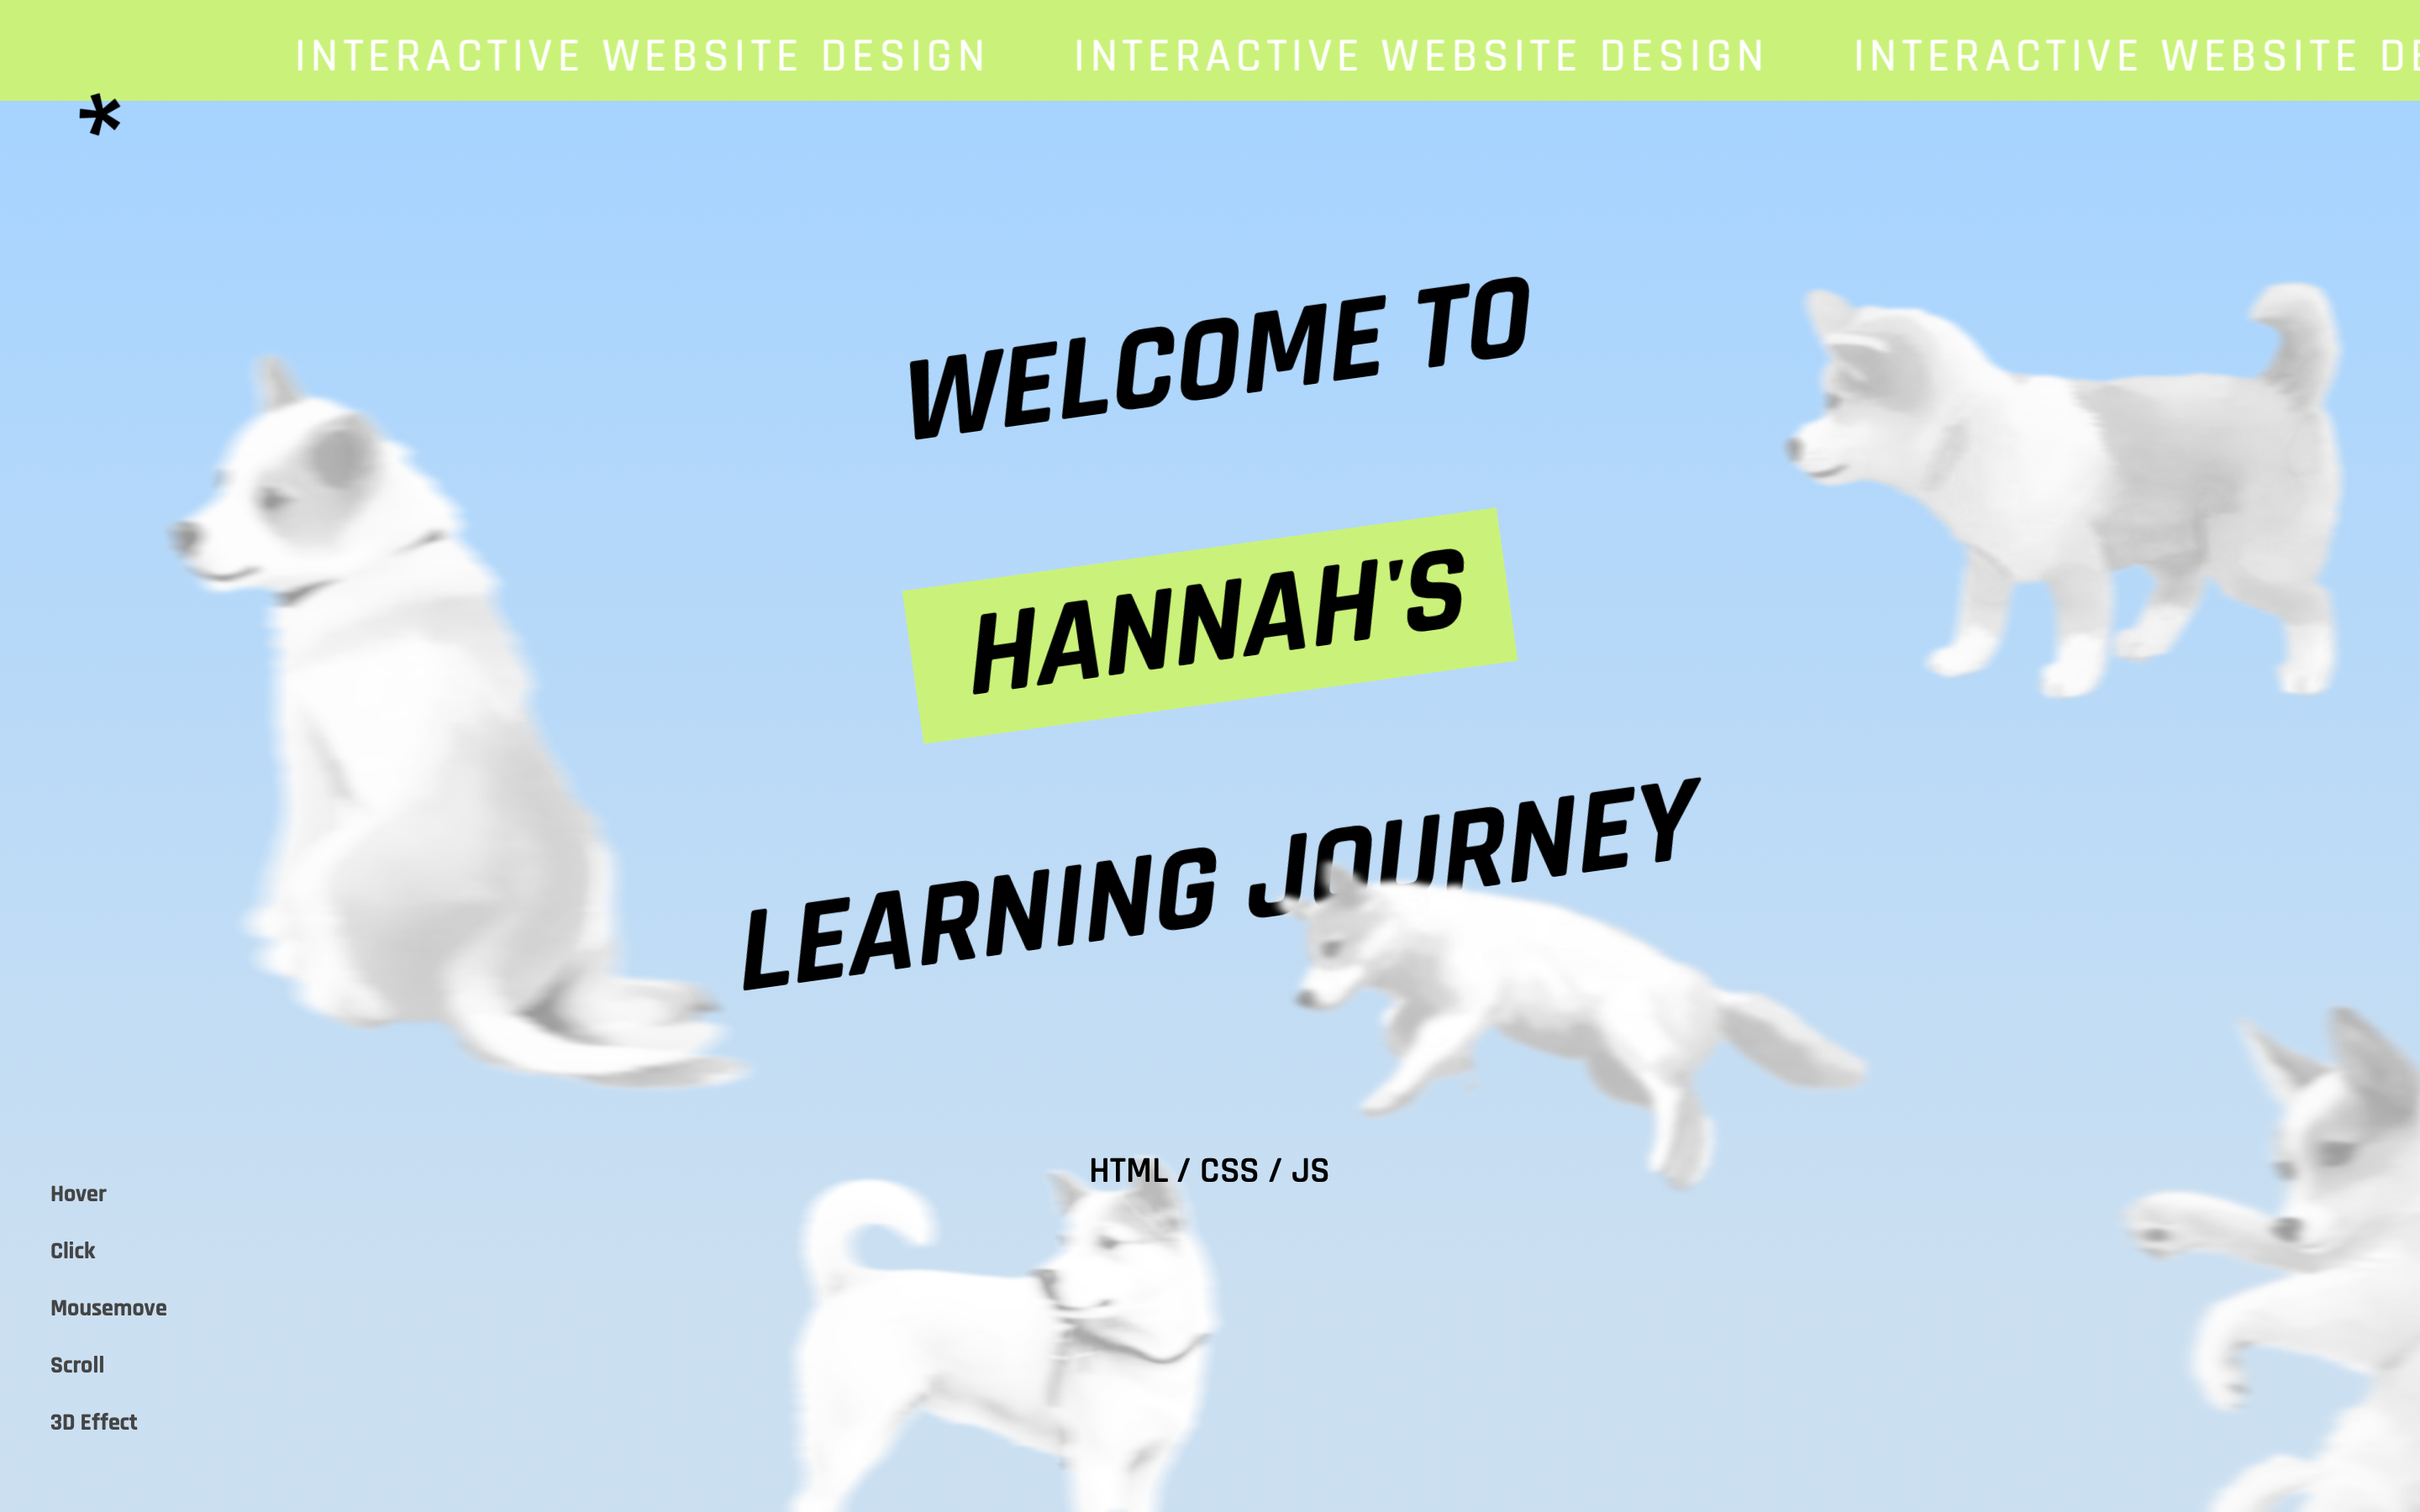 INTERACTIVE WEBSITE DESIGN INTERACTIVE WEBSITE DESIGN INTERACTIVE WEBSITE DE
*
WELCOME TO
HANNAH'S
LEARNING JOURNEY
HTML / CSS / JS
Hover
Click
Mousemove
Scroll
3D Effect